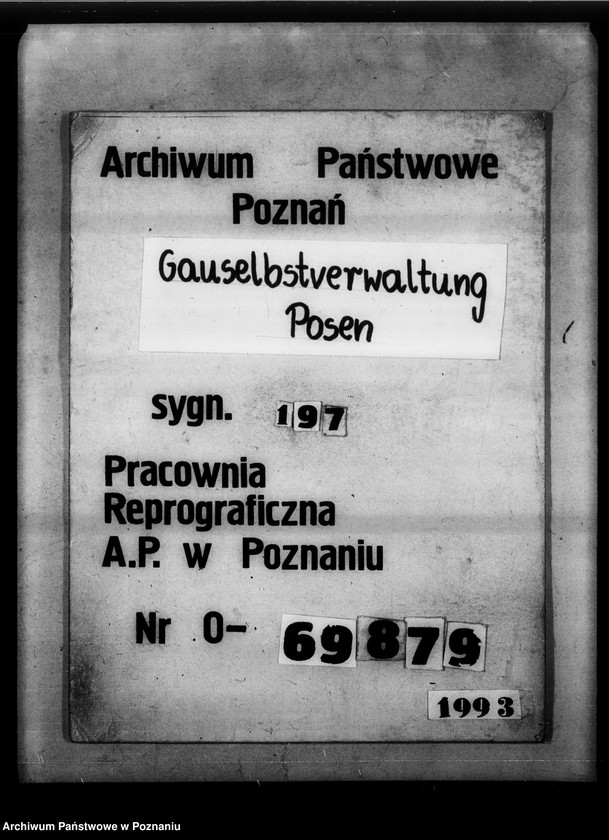 Archiwum Państwowe
Poznań
Gauselbstverwaltung
Posen
sygn. 197
Pracownia
Reprograficzna
A.P. w Poznaniu
Nr 0- 69879
1993
Archiwum Państwowe w Poznaniu